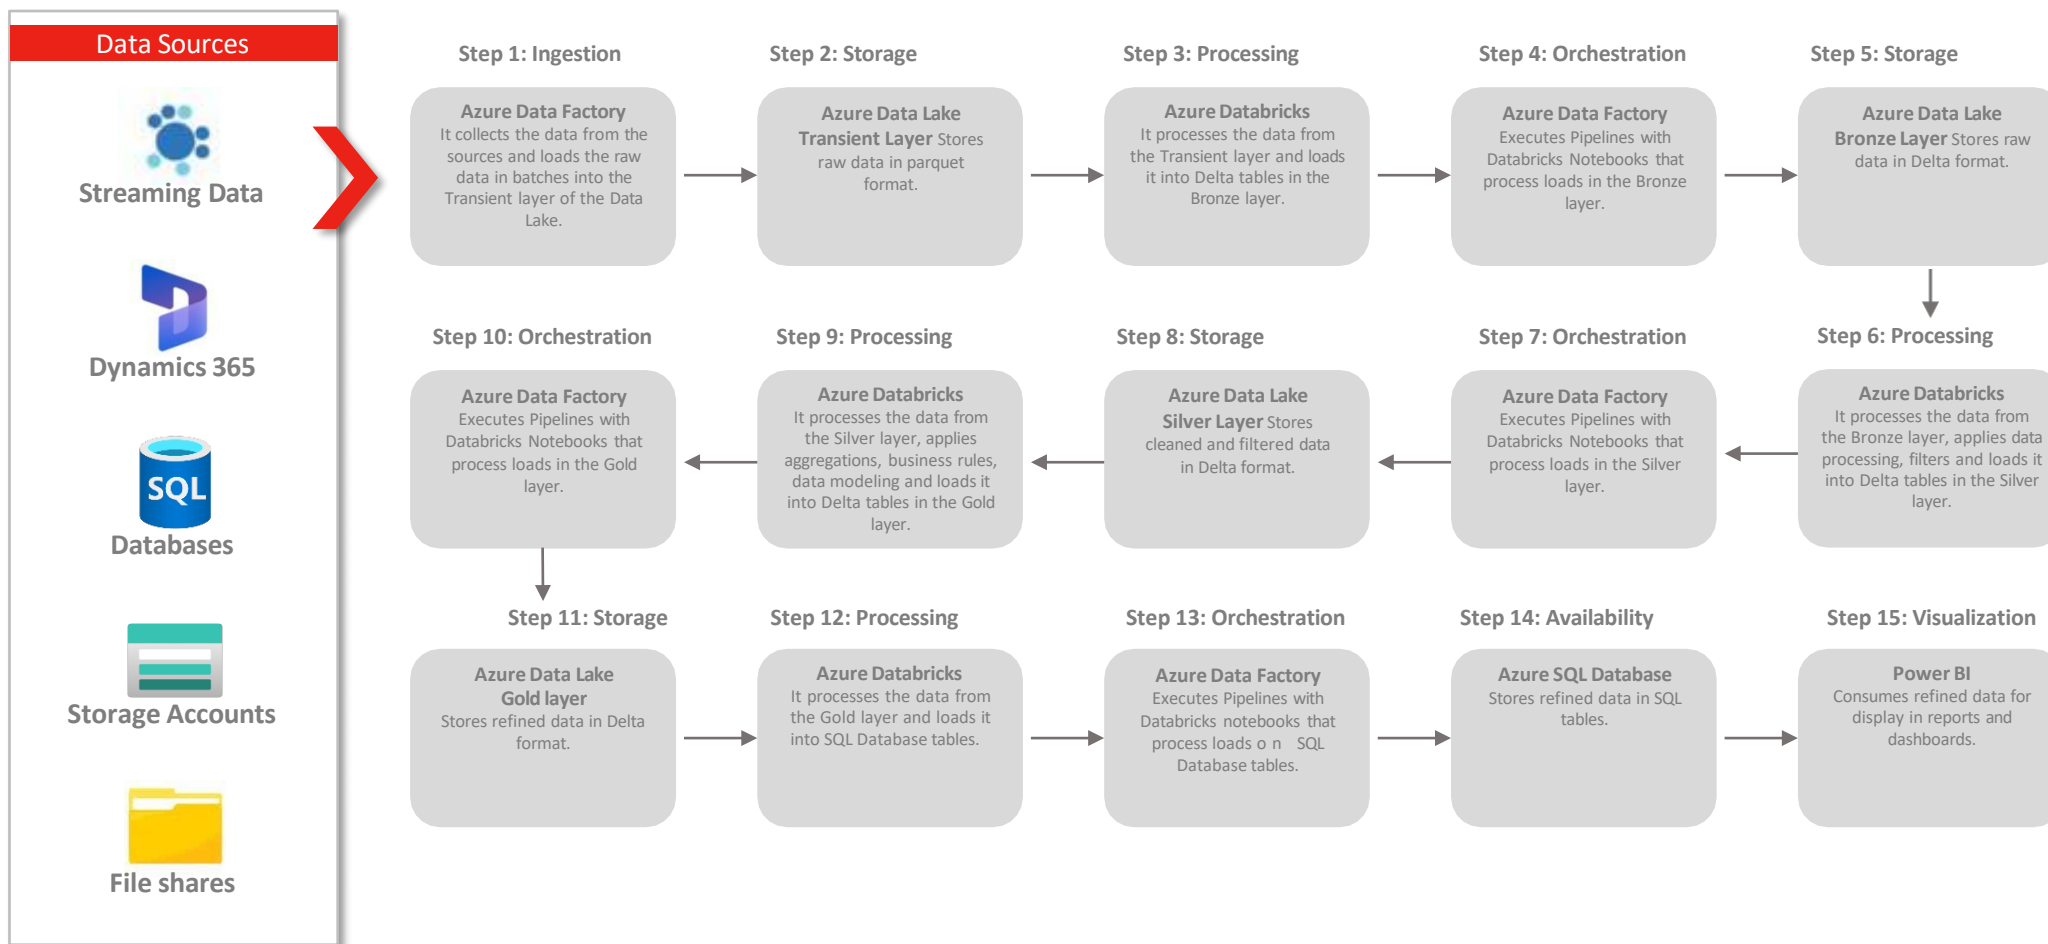 Data Sources
Streaming Data
Dynamics 365
SQL
Databases
Storage Accounts
File shares
Step 1: Ingestion
Azure Data Factory
It collects the data from the
sources and loads the raw
data in batches into the
Transient layer of the Data
Lake.
Step 2: Storage
Azure Data Lake
Transient Layer Stores
raw data in parquet
format.
Step 3: Processing
Azure Databricks
It processes the data from
the Transient layer and loads
it into Delta tables in the
Bronze layer.
Step 4: Orchestration
Azure Data Factory
Executes Pipelines with
Databricks Notebooks that
process loads in the Bronze
layer.
Step 5: Storage
Azure Data Lake
Bronze Layer Stores raw
data in Delta format.
Step 6: Processing
Azure Databricks
It processes the data from
the Bronze layer, applies data
processing, filters and loads it
into Delta tables in the Silver
layer.
Step 7: Orchestration
Azure Data Factory
Executes Pipelines with
Databricks Notebooks that
process loads in the Silver
layer.
Step 8: Storage
Azure Data Lake
Silver Layer Stores
cleaned and filtered data
in Delta format.
Step 9: Processing
Azure Databricks
It processes the data from
the Silver layer, applies
aggregations, business rules,
data modeling and loads it
into Delta tables in the Gold
layer.
Step 10: Orchestration
Azure Data Factory
Executes Pipelines with
Databricks Notebooks that
process loads in the Gold
layer.
Step 11: Storage
Azure Data Lake
Gold layer
Stores refined data in Delta
format.
Step 12: Processing
Azure Databricks
It processes the data from
the Gold layer and loads it
into SQL Database tables.
Step 13: Orchestration
Azure Data Factory
Executes Pipelines with
Databricks notebooks that
process loads o n SQL
Database tables.
Step 14: Availability
Azure SQL Database
Stores refined data in SQL
tables.
Step 15: Visualization
Power BI
Consumes refined data for
display in reports and
dashboards.